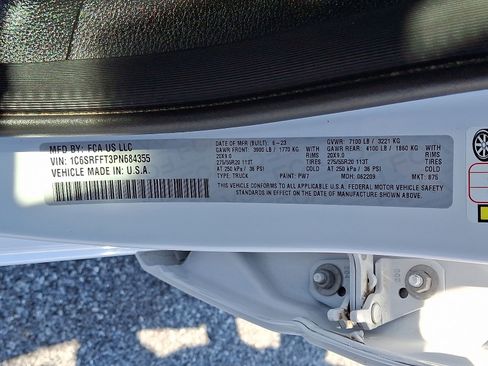 MFD BY: FCA US LLC
VIN: 1C6SRFFT3PN684355
VEHICLE MADE IN: U.S.A.
DATE OF MFR (BUILT): 6-23 GVWR: 7100 LB / 3221 KG
GAWR FRONT: 3900 LB / 1770 KG RIMS GAWR REAR: 4100 LB / 1860 KG RIMS
20X9.0 20X9.0
275/55R20 113T TIRES 275/55R20 113T TIRES
AT 250 kPa / 36 PSI COLD AT 250 kPa / 36 PSI COLD
THIS VEHICLE CONFORMS TO ALL APPLICABLE U.S.A. FEDERAL MOTOR VEHICLE SAFETY
STANDARDS IN EFFECT ON THE DATE OF MANUFACTURE SHOWN ABOVE.
TYPE: TRUCK PAINT: PW7 MDH: 062209 MKT: 875